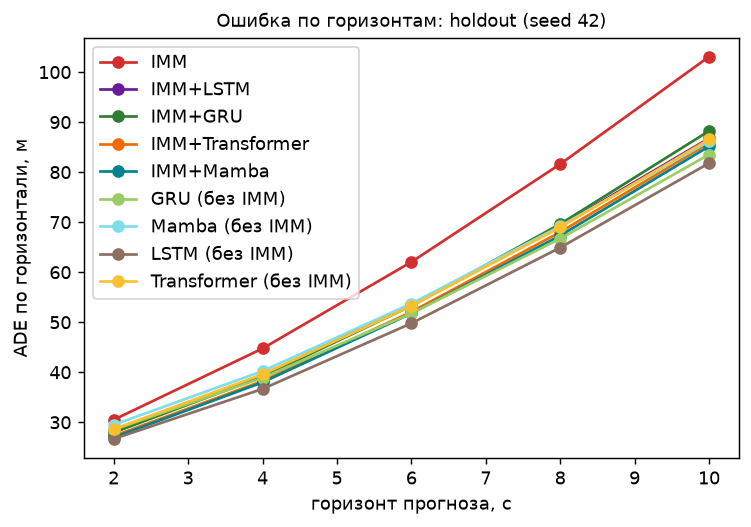 Ошибка по горизонтам: holdout (seed 42)
ADE по горизонтали, м
100
90
80
70
60
50
40
30
IMM
IMM+LSTM
IMM+GRU
IMM+Transformer
IMM+Mamba
GRU (без IMM)
Mamba (без IMM)
LSTM (без IMM)
Transformer (без IMM)
2 3 4 5 6 7 8 9 10
горизонт прогноза, с